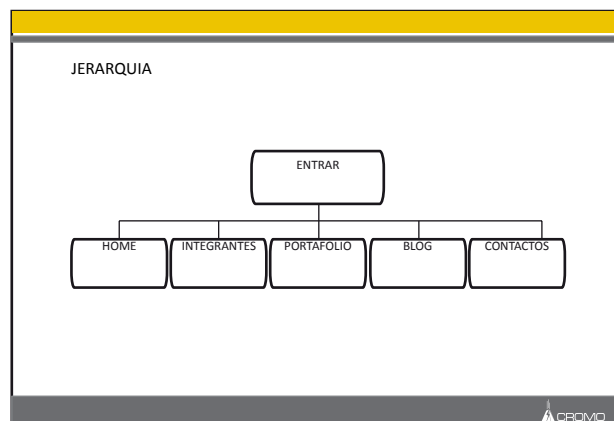 JERARQUIA
ENTRAR
HOME INTEGRANTES PORTAFOLIO BLOG CONTACTOS
CROMO